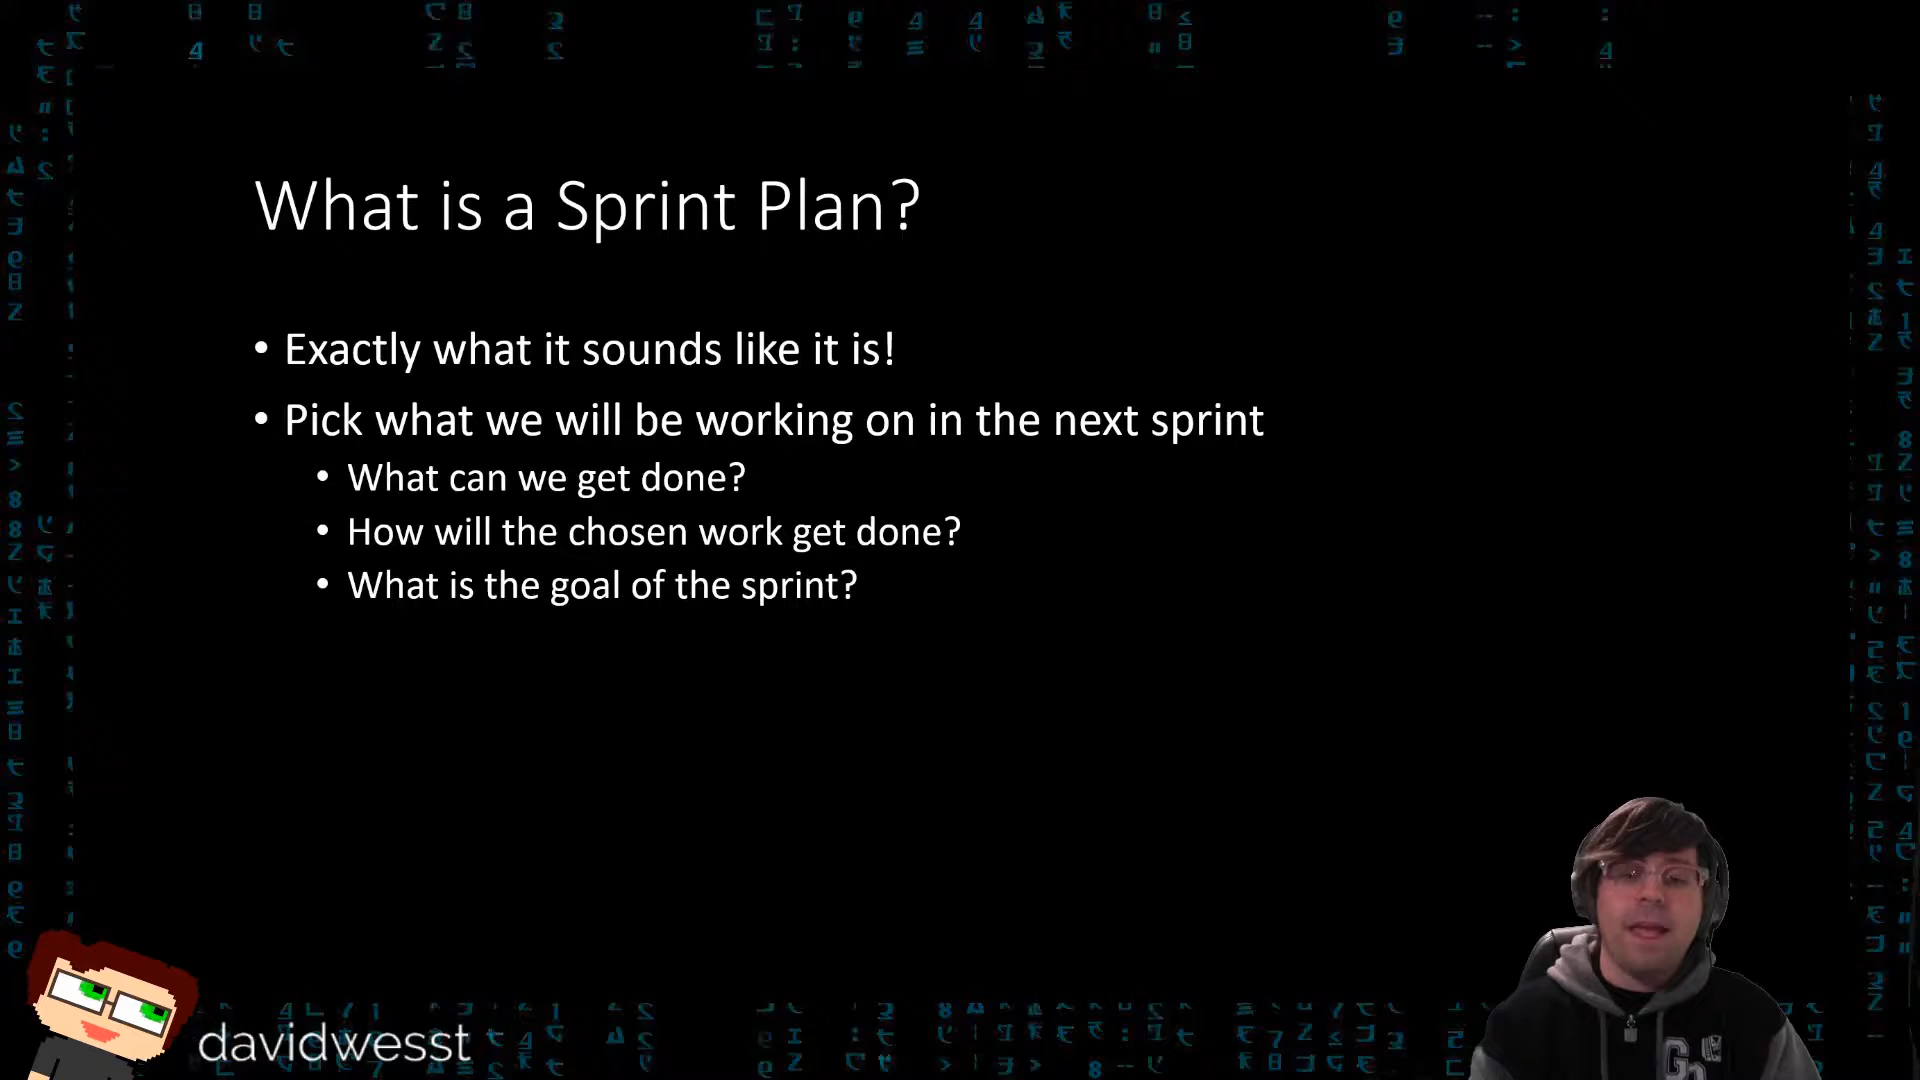 What is a Sprint Plan?
• Exactly what it sounds like it is!
• Pick what we will be working on in the next sprint
• What can we get done?
• How will the chosen work get done?
• What is the goal of the sprint?
davidwesst